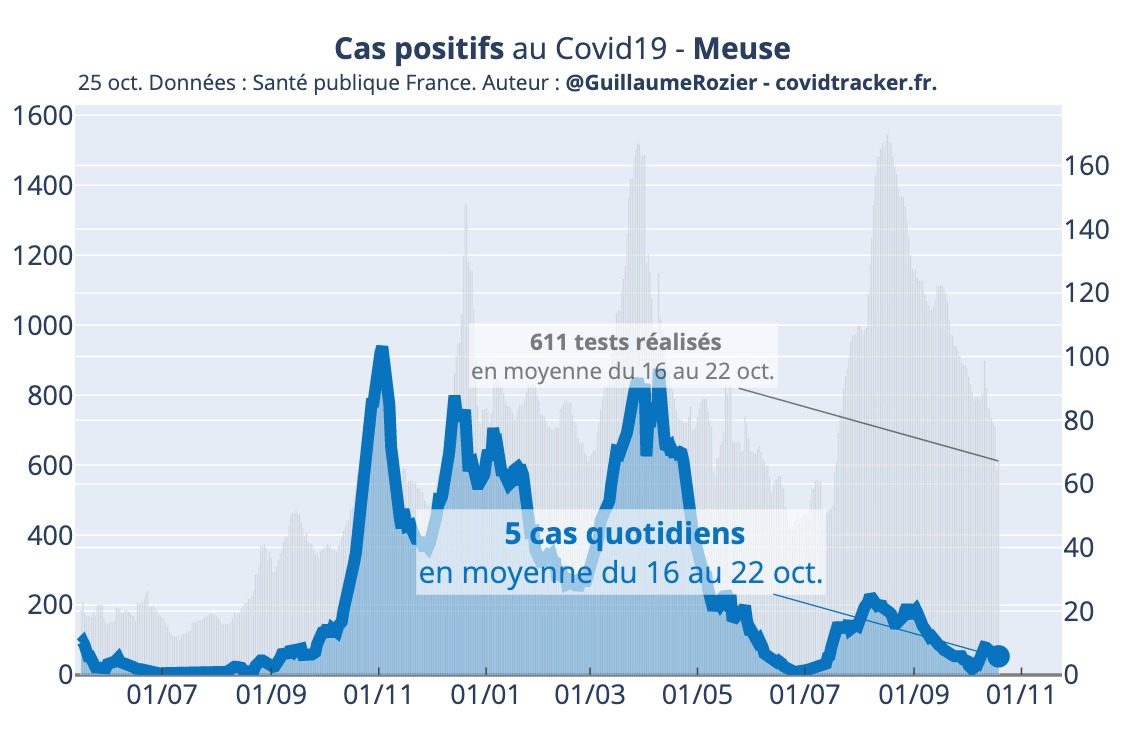 Cas positifs au Covid19 - Meuse
25 oct. Données : Santé publique France. Auteur : @GuillaumeRozier - covidtracker.fr.
1600
1400
1200
1000
800
600
400
200
0
160
140
120
100
80
60
40
20
0
611 tests réalisés
en moyenne du 16 au 22 oct.
5 cas quotidiens
en moyenne du 16 au 22 oct.
01/07 01/09 01/11 01/01 01/03 01/05 01/07 01/09 01/11